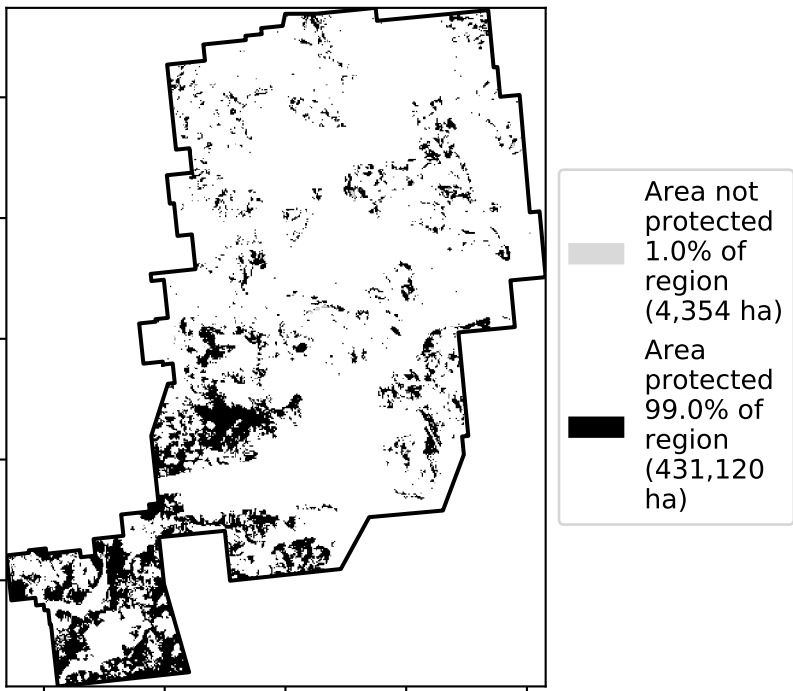 Area not
protected
1.0% of
region
(4,354 ha)
Area
protected
99.0% of
region
(431,120
ha)